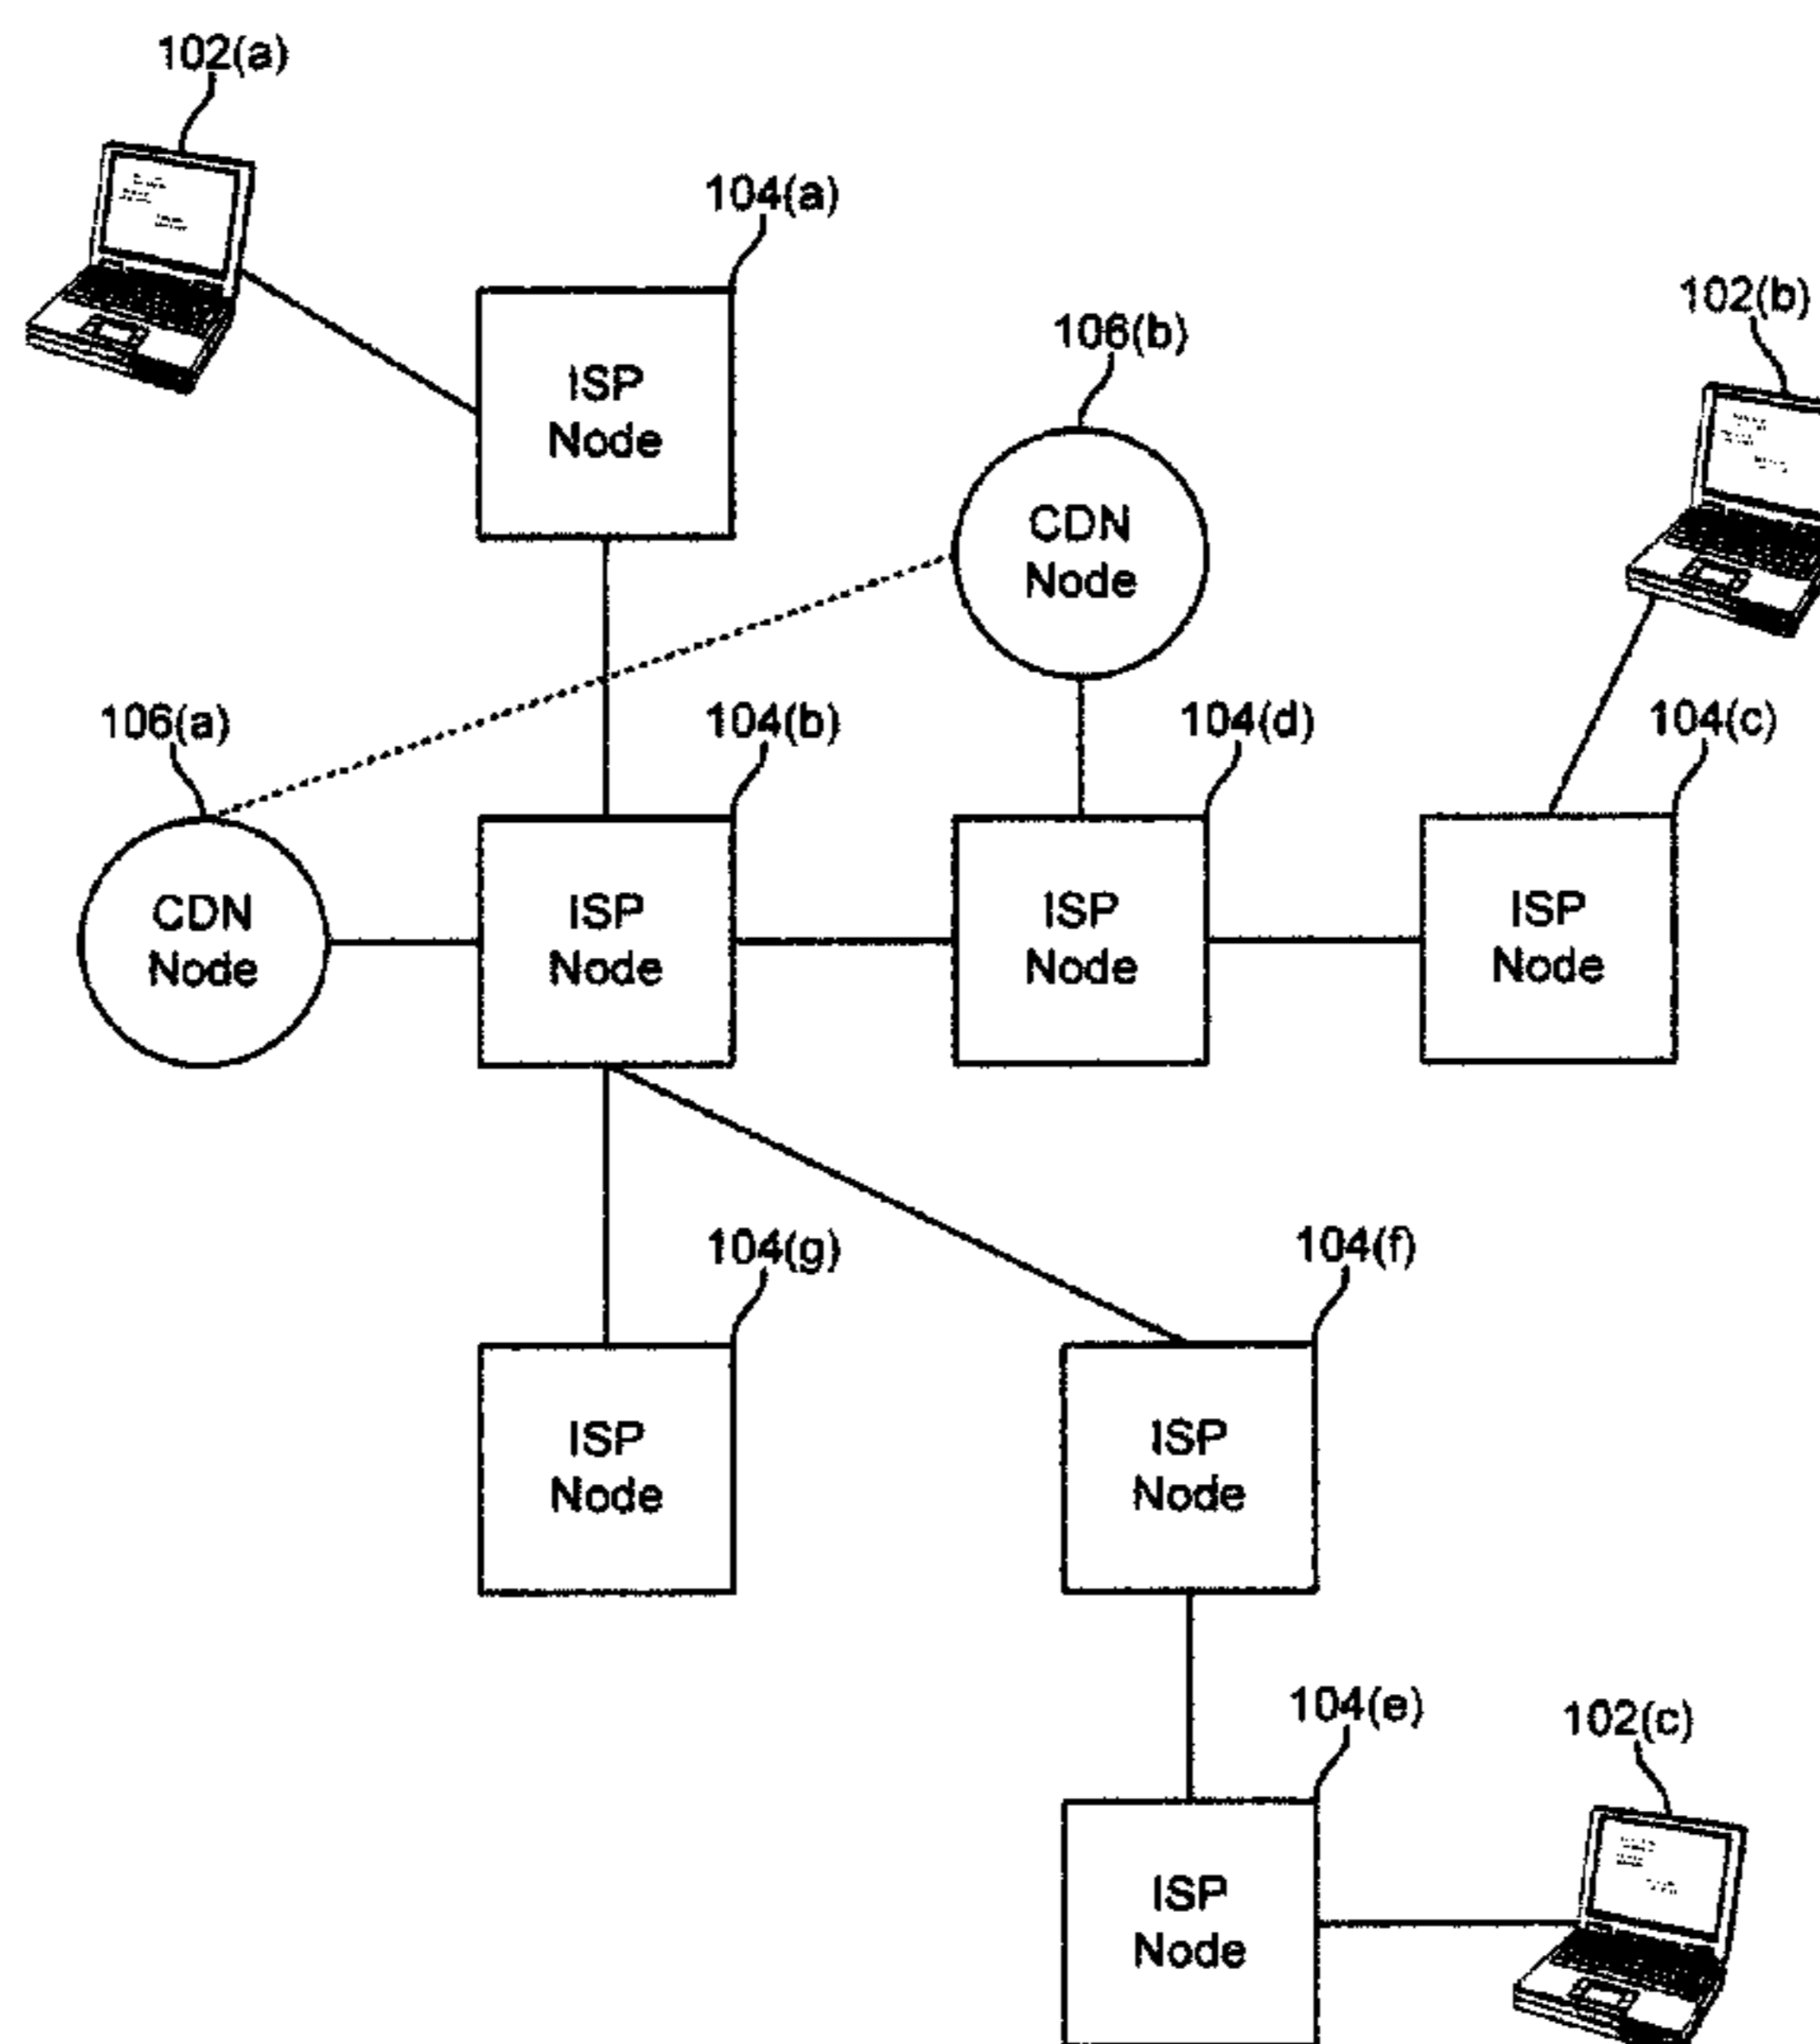 102(a)
104(a)
ISP
Node
106(b)
CDN
Node
102(b)
106(a)
CDN
Node
104(b)
ISP
Node
104(d)
ISP
Node
104(c)
ISP
Node
104(g)
ISP
Node
104(f)
ISP
Node
104(e)
ISP
Node
102(c)